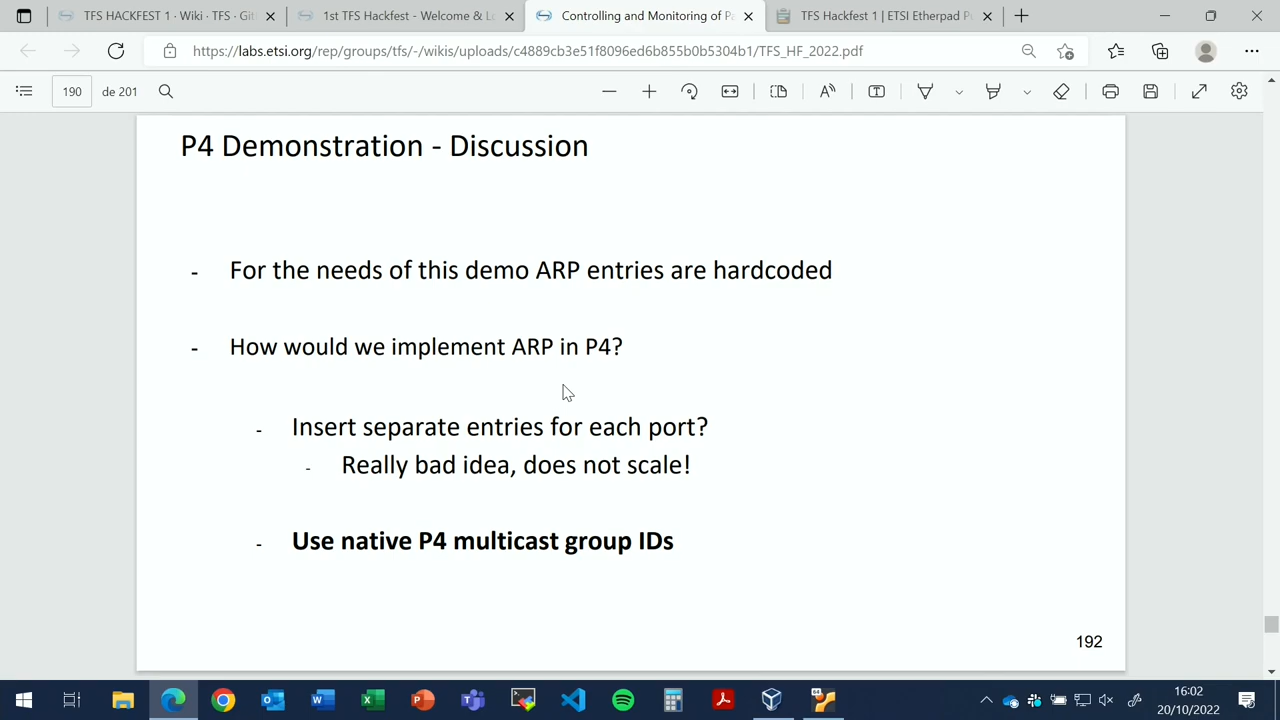 TFS HACKFEST 1 · Wiki · TFS · Git
1st TFS Hackfest - Welcome & Le
Controlling and Monitoring of Pa
TFS Hackfest 1 | ETSI Etherpad Pu
https://labs.etsi.org/rep/groups/tfs/-/wikis/uploads/c4889cb3e51f8096ed6b855b0b5304b1/TFS_HF_2022.pdf
190 de 201
P4 Demonstration - Discussion
- For the needs of this demo ARP entries are hardcoded
- How would we implement ARP in P4?
- Insert separate entries for each port?
- Really bad idea, does not scale!
- Use native P4 multicast group IDs
192
16:02
20/10/2022